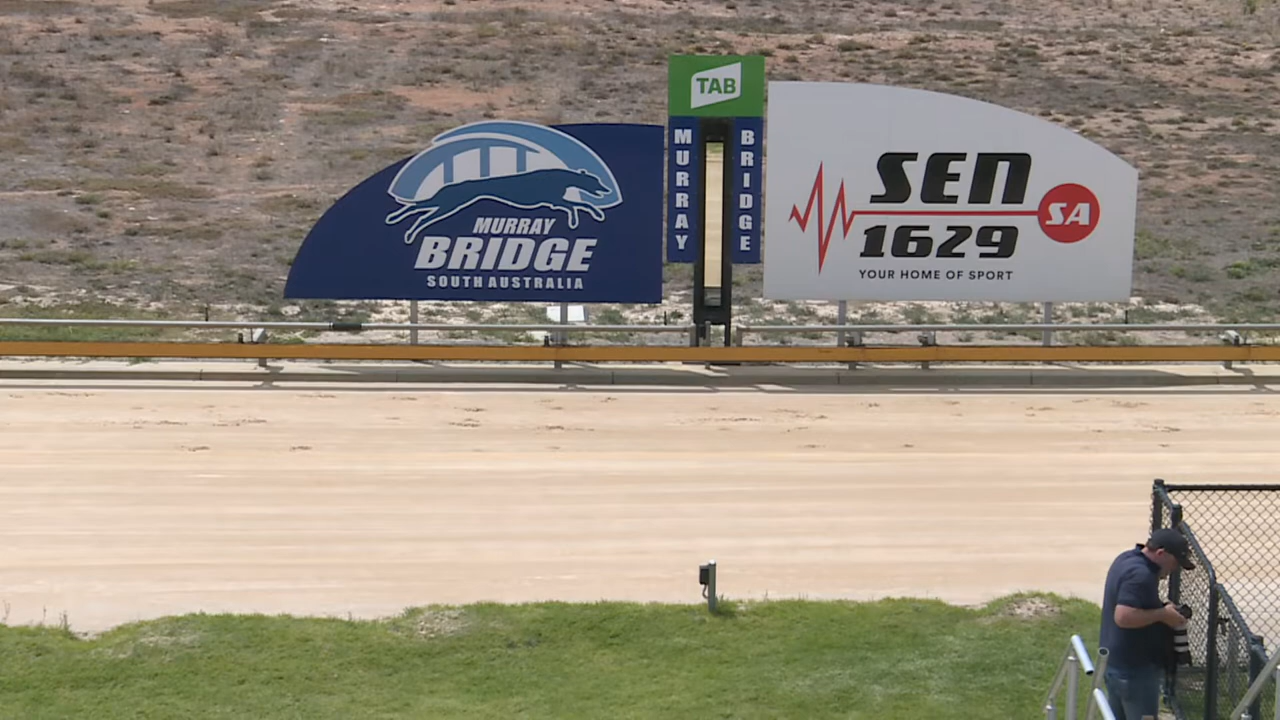 TAB
MURRAY
BRIDGE
MURRAY
BRIDGE
SOUTH AUSTRALIA
SEN
SA
1629
YOUR HOME OF SPORT